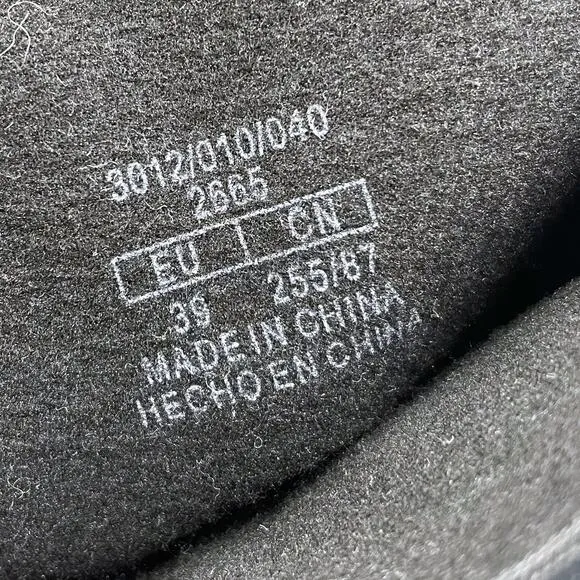 3012/010/040
2665
EU CN
39 255/87
MADE IN CHINA
HECHO EN CHINA